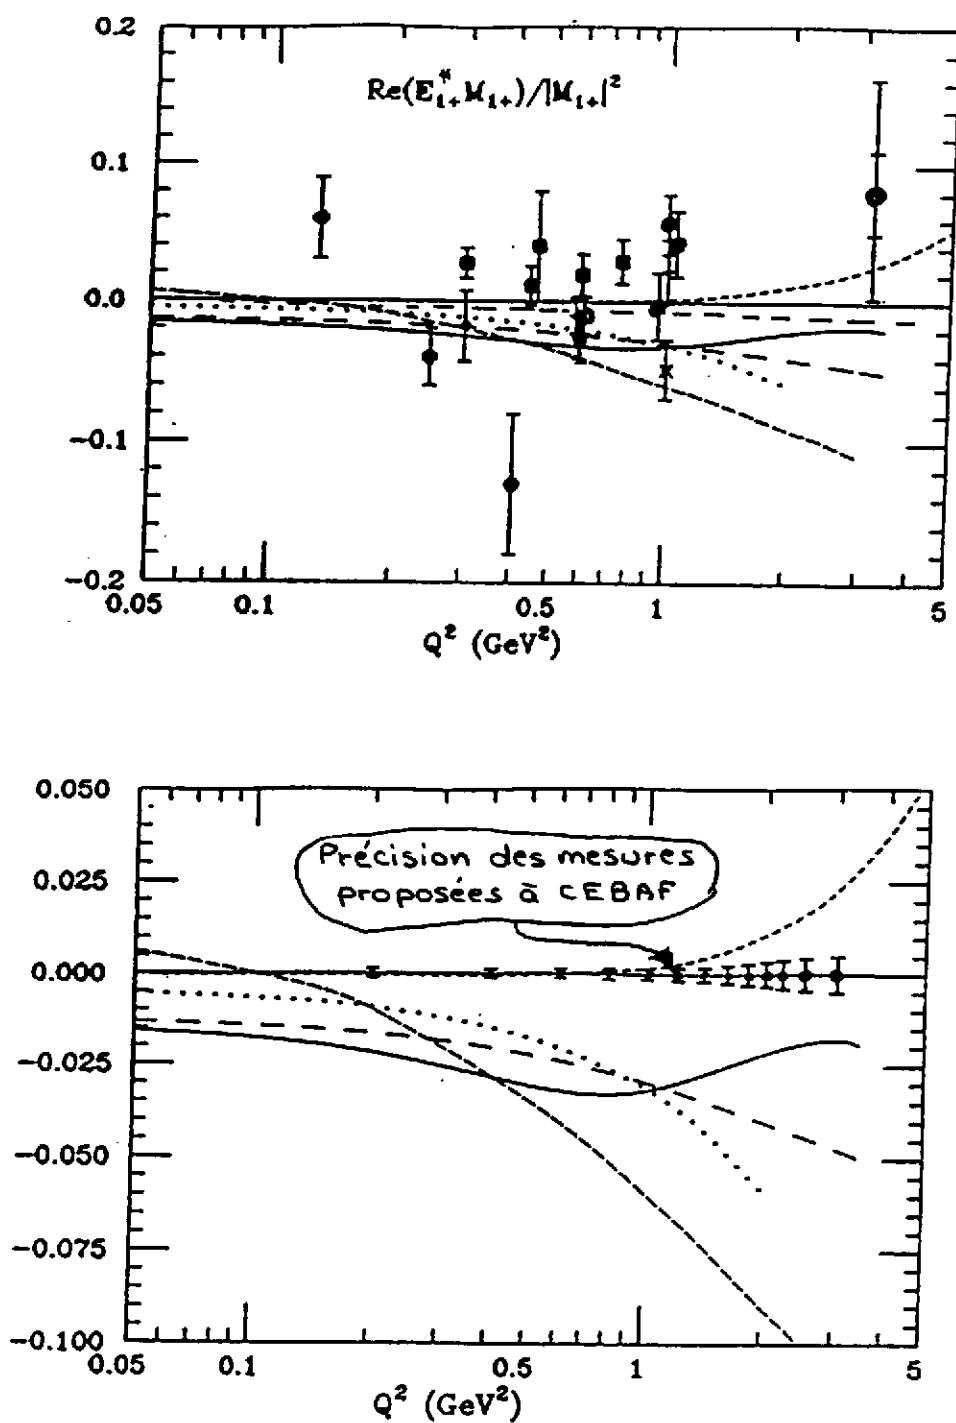 0.2
Re(E*₁₊M₁₊)/|M₁₊|²
0.1
0.0
−0.1
−0.2
0.05 0.1 0.5 1 5
Q² (GeV²)
0.050
Précision des mesures
proposées à CEBAF
0.025
0.000
−0.025
−0.050
−0.075
−0.100
0.05 0.1 0.5 1 5
Q² (GeV²)